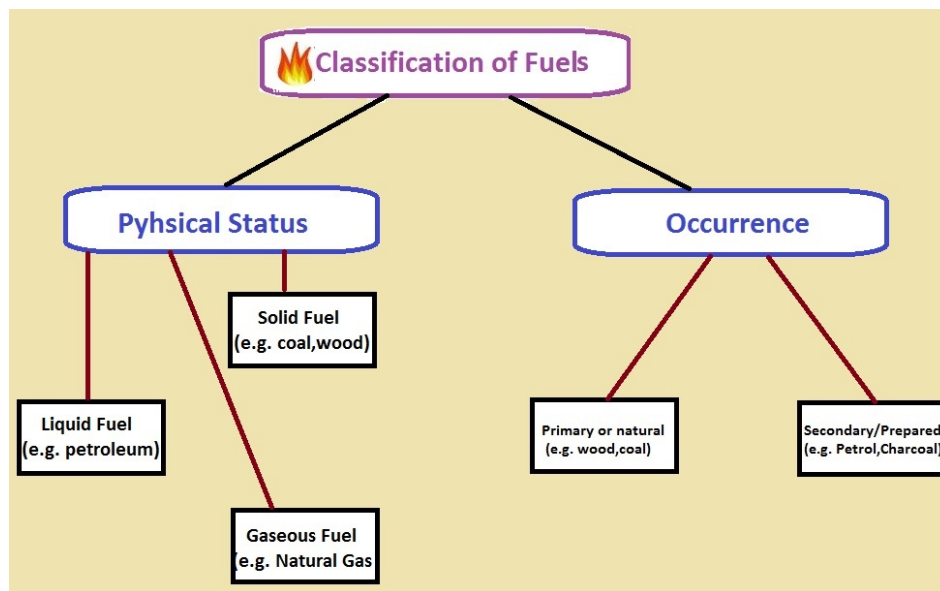 Classification of Fuels
Pyhsical Status
Occurrence
Solid Fuel
(e.g. coal,wood)
Liquid Fuel
(e.g. petroleum)
Gaseous Fuel
(e.g. Natural Gas
Primary or natural
(e.g. wood,coal)
Secondary/Prepared
(e.g. Petrol,Charcoal)